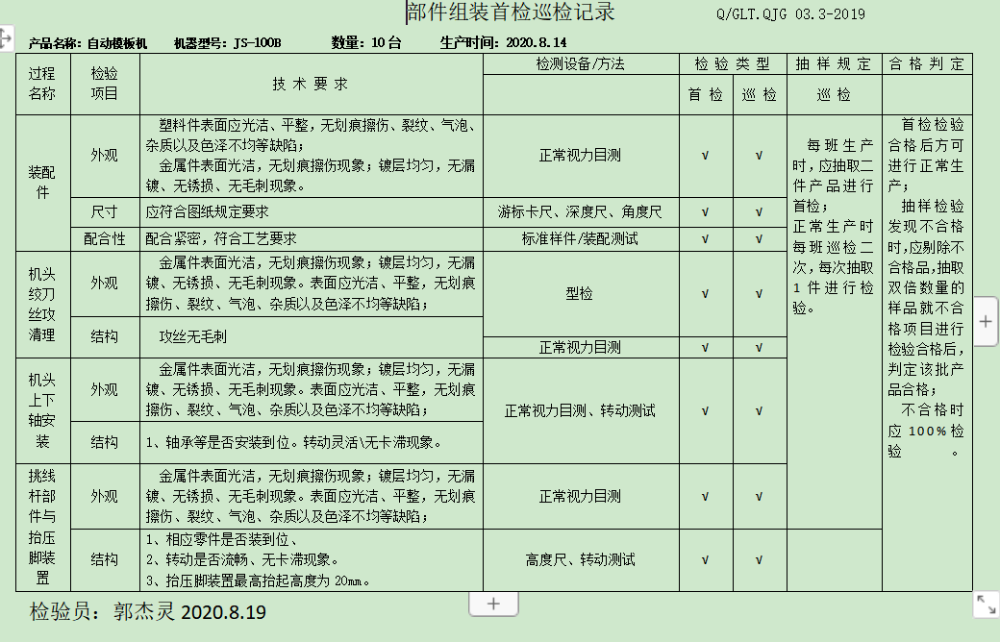 部件组装首检巡检记录
Q/GLT.QJG 03.3-2019
产品名称：自动模板机 机器型号：JS-100B 数量：10台 生产时间：2020.8.14
过程
名称
检验
项目
技 术 要 求
检测设备/方法
检 验 类 型
抽 样 规 定
合 格 判 定
首 检
巡 检
巡 检
装配
件
外观
塑料件表面应光洁、平整，无划痕擦伤、裂纹、气泡、
杂质以及色泽不均等缺陷；
金属件表面光洁，无划痕擦伤现象；镀层均匀，无漏
镀、无锈损、无毛刺现象。
正常视力目测
√
√
尺寸
应符合图纸规定要求
游标卡尺、深度尺、角度尺
√
√
配合性
配合紧密，符合工艺要求
标准样件/装配测试
√
√
机头
绞刀
丝攻
清理
外观
金属件表面光洁，无划痕擦伤现象；镀层均匀，无漏
镀、无锈损、无毛刺现象。表面应光洁、平整，无划痕
擦伤、裂纹、气泡、杂质以及色泽不均等缺陷；
型检
√
√
结构
攻丝无毛刺
正常视力目测
√
√
机头
上下
轴安
装
外观
金属件表面光洁，无划痕擦伤现象；镀层均匀，无漏
镀、无锈损、无毛刺现象。表面应光洁、平整，无划痕
擦伤、裂纹、气泡、杂质以及色泽不均等缺陷；
正常视力目测、转动测试
√
√
结构
1、轴承等是否安装到位。转动灵活\无卡滞现象。
挑线
杆部
件与
抬压
脚装
置
外观
金属件表面光洁，无划痕擦伤现象；镀层均匀，无漏
镀、无锈损、无毛刺现象。表面应光洁、平整，无划痕
擦伤、裂纹、气泡、杂质以及色泽不均等缺陷；
正常视力目测
√
√
结构
1、相应零件是否装到位、
2、转动是否流畅、无卡滞现象。
3、抬压脚装置最高抬起高度为20mm。
高度尺、转动测试
√
√
每班生产
时，应抽取二
件产品进行
首检；
正常生产时
每班巡检二
次，每次抽取
1 件进行检
验。
首检检验
合格后方可
进行正常生
产；
抽样检验
发现不合格
时，应剔除不
合格品，抽取
双倍数量的
样品就不合
格项目进行
检验合格后，
判定该批产
品合格；
不合格时
应 100%检
验。
检验员：郭杰灵 2020.8.19